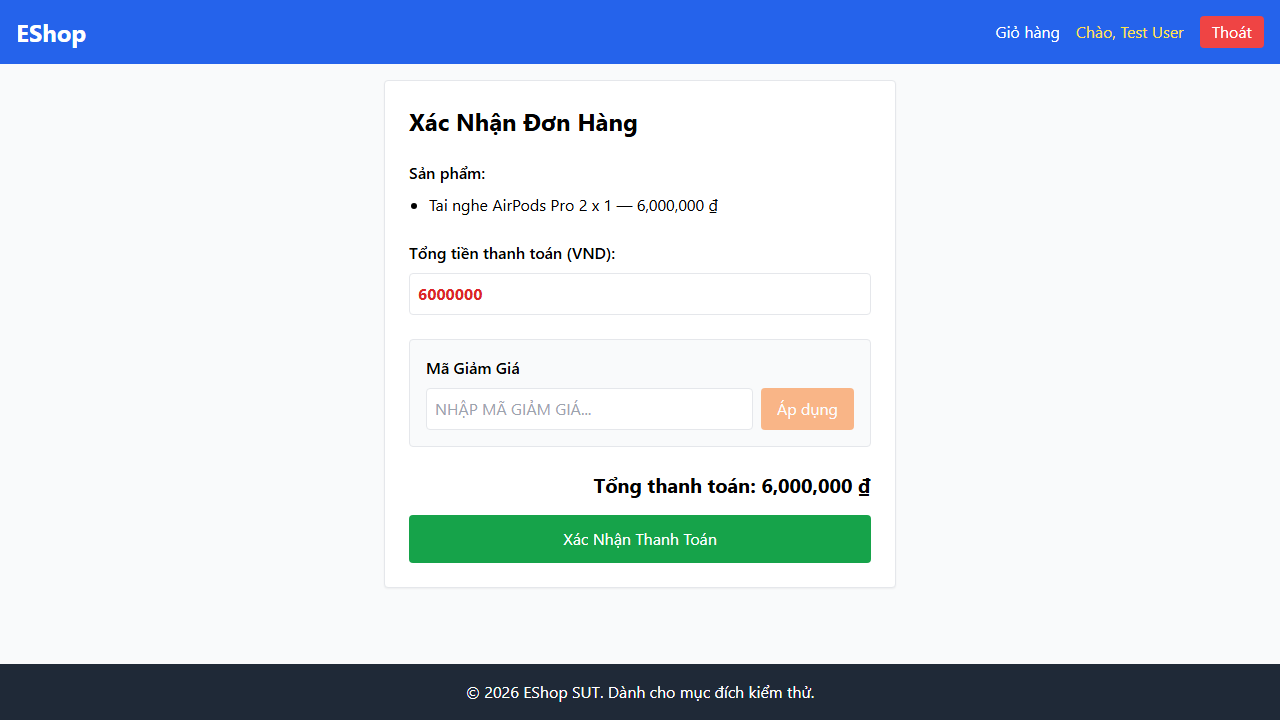 EShop
Giỏ hàng
Chào, Test User
Thoát
Xác Nhận Đơn Hàng
Sản phẩm:
Tai nghe AirPods Pro 2 x 1 — 6,000,000 ₫
Tổng tiền thanh toán (VND):
6000000
Mã Giảm Giá
NHẬP MÃ GIẢM GIÁ...
Áp dụng
Tổng thanh toán: 6,000,000 ₫
Xác Nhận Thanh Toán
© 2026 EShop SUT. Dành cho mục đích kiểm thử.